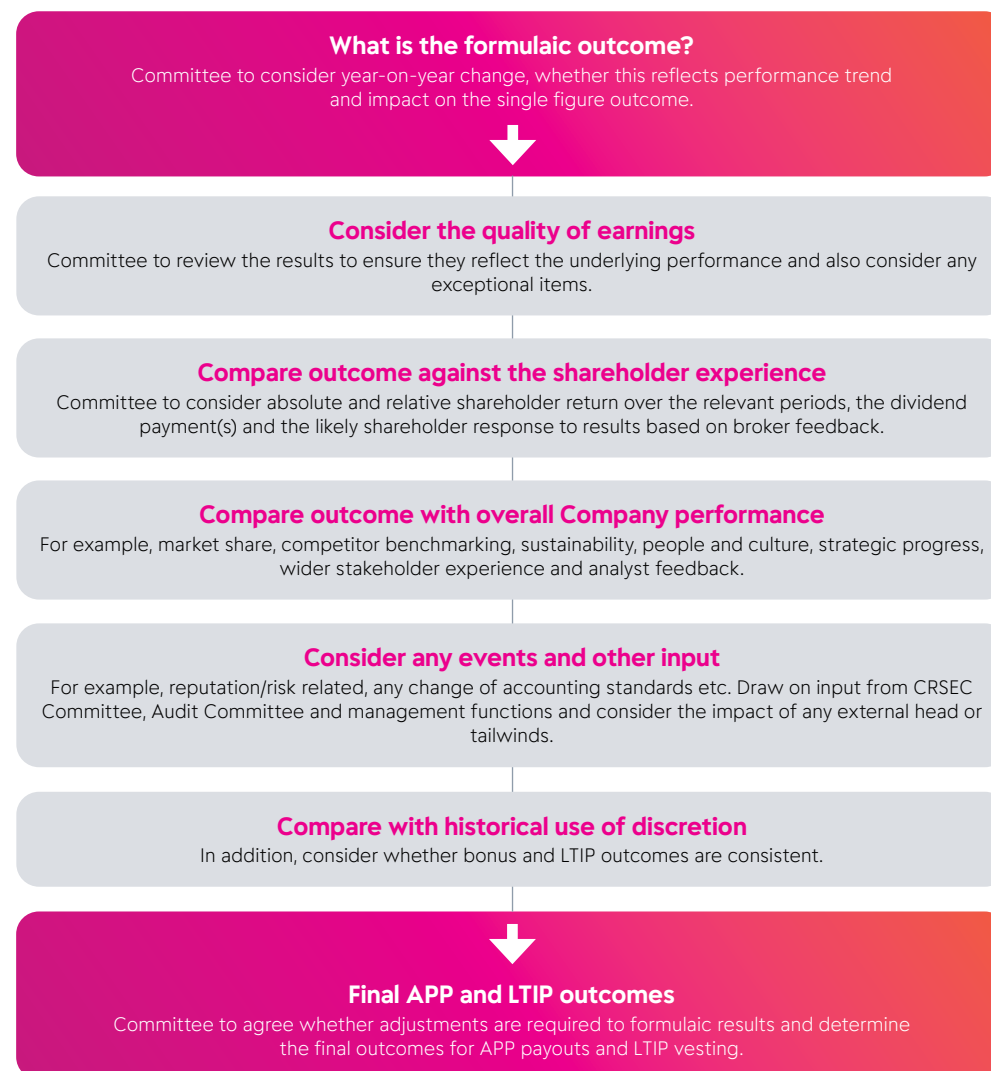 What is the formulaic outcome?
Committee to consider year-on-year change, whether this reflects performance trend
and impact on the single figure outcome.
Consider the quality of earnings
Committee to review the results to ensure they reflect the underlying performance and also consider any
exceptional items.
Compare outcome against the shareholder experience
Committee to consider absolute and relative shareholder return over the relevant periods, the dividend
payment(s) and the likely shareholder response to results based on broker feedback.
Compare outcome with overall Company performance
For example, market share, competitor benchmarking, sustainability, people and culture, strategic progress,
wider stakeholder experience and analyst feedback.
Consider any events and other input
For example, reputation/risk related, any change of accounting standards etc. Draw on input from CRSEC
Committee, Audit Committee and management functions and consider the impact of any external head or
tailwinds.
Compare with historical use of discretion
In addition, consider whether bonus and LTIP outcomes are consistent.
Final APP and LTIP outcomes
Committee to agree whether adjustments are required to formulaic results and determine
the final outcomes for APP payouts and LTIP vesting.